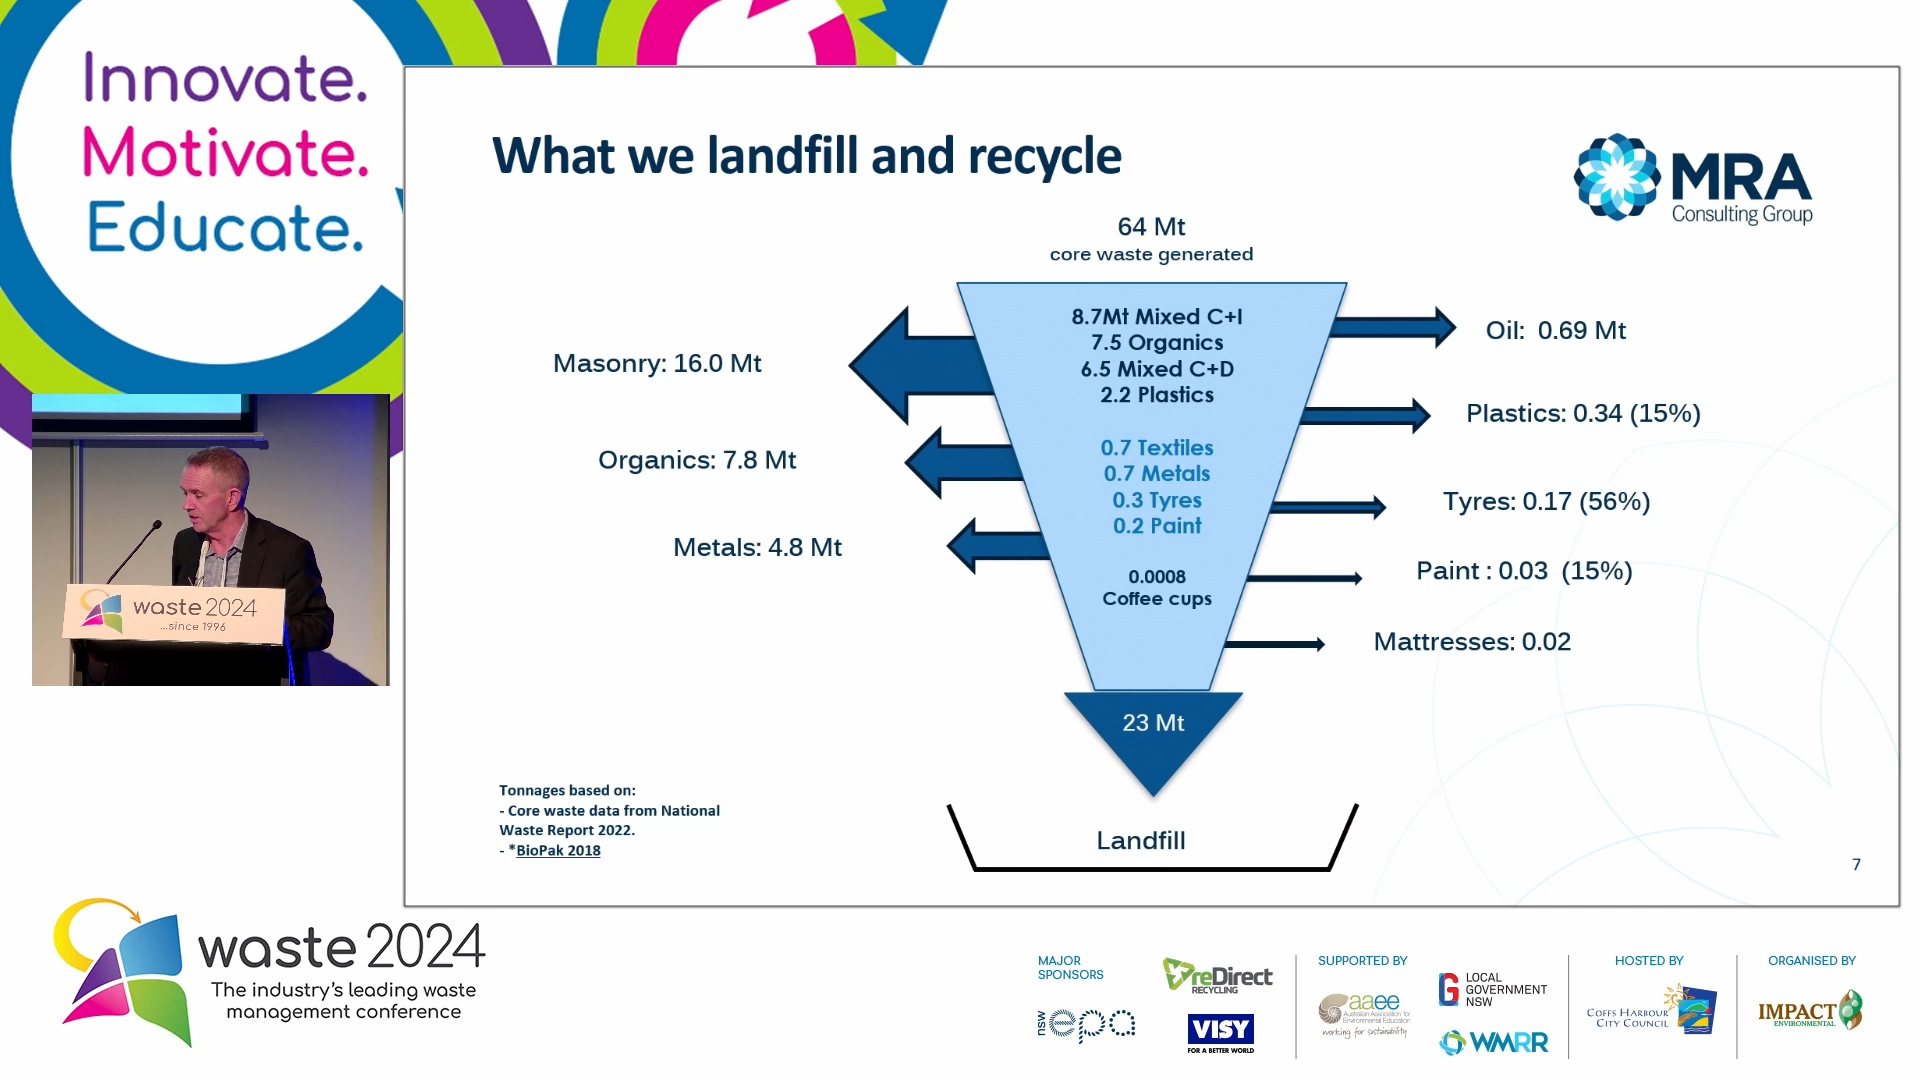 Innovate.
Motivate.
Educate.
What we landfill and recycle
MRA
Consulting Group
64 Mt
core waste generated
8.7Mt Mixed C+I
7.5 Organics
6.5 Mixed C+D
2.2 Plastics
0.7 Textiles
0.7 Metals
0.3 Tyres
0.2 Paint
0.0008
Coffee cups
Masonry: 16.0 Mt
Organics: 7.8 Mt
Metals: 4.8 Mt
Oil: 0.69 Mt
Plastics: 0.34 (15%)
Tyres: 0.17 (56%)
Paint : 0.03 (15%)
Mattresses: 0.02
23 Mt
Landfill
Tonnages based on:
- Core waste data from National
Waste Report 2022.
- *BioPak 2018
7
waste 2024
...since 1996
waste 2024
The industry's leading waste
management conference
MAJOR
SPONSORS
reDirect
RECYCLING
nsw epa
VISY
FOR A BETTER WORLD
SUPPORTED BY
aaee
Australian Association for
Environmental Education
working for sustainability
LOCAL
GOVERNMENT
NSW
WMRR
HOSTED BY
COFFS HARBOUR
CITY COUNCIL
ORGANISED BY
IMPACT
ENVIRONMENTAL